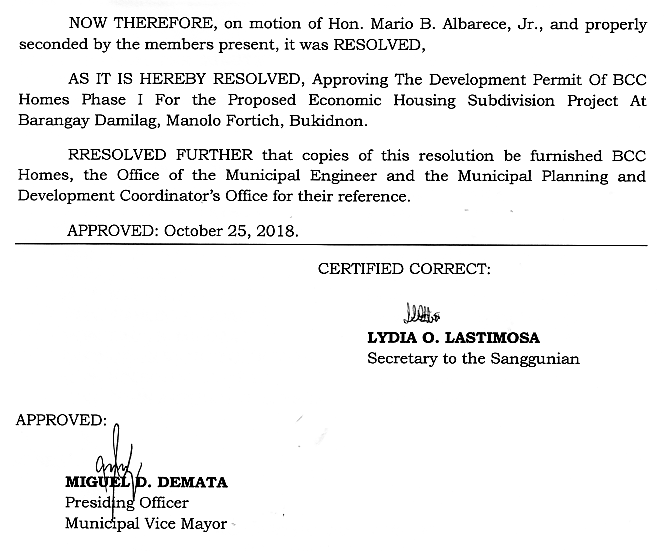 NOW THEREFORE, on motion of Hon. Mario B. Albarece, Jr., and properly
seconded by the members present, it was RESOLVED,
AS IT IS HEREBY RESOLVED, Approving The Development Permit Of BCC
Homes Phase I For the Proposed Economic Housing Subdivision Project At
Barangay Damilag, Manolo Fortich, Bukidnon.
RRESOLVED FURTHER that copies of this resolution be furnished BCC
Homes, the Office of the Municipal Engineer and the Municipal Planning and
Development Coordinator's Office for their reference.
APPROVED: October 25, 2018.
CERTIFIED CORRECT:
LYDIA O. LASTIMOSA
Secretary to the Sanggunian
APPROVED:
MIGUEL D. DEMATA
Presiding Officer
Municipal Vice Mayor